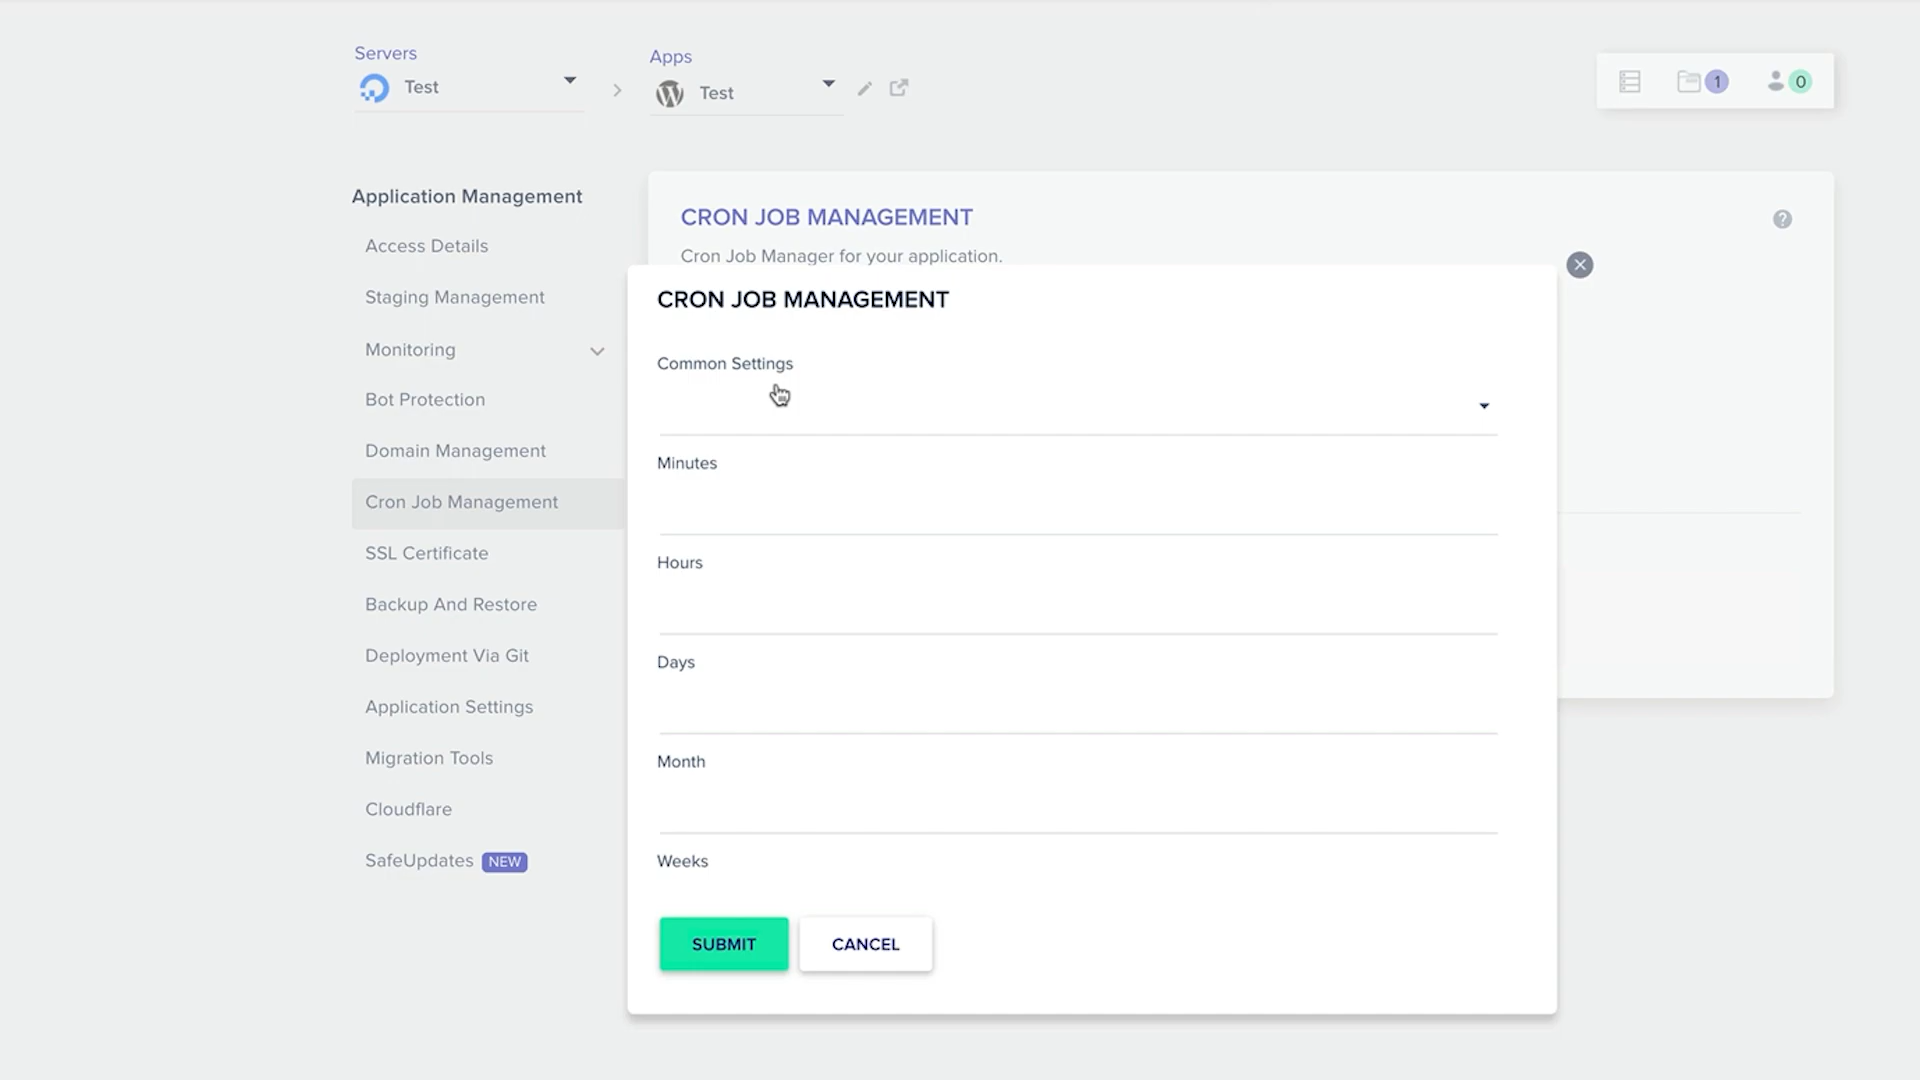 Servers
Test
Apps
Test
1
0
Application Management
Access Details
Staging Management
Monitoring
Bot Protection
Domain Management
Cron Job Management
SSL Certificate
Backup And Restore
Deployment Via Git
Application Settings
Migration Tools
Cloudflare
SafeUpdates NEW
CRON JOB MANAGEMENT
Cron Job Manager for your application.
CRON JOB MANAGEMENT
Common Settings
Minutes
Hours
Days
Month
Weeks
SUBMIT
CANCEL